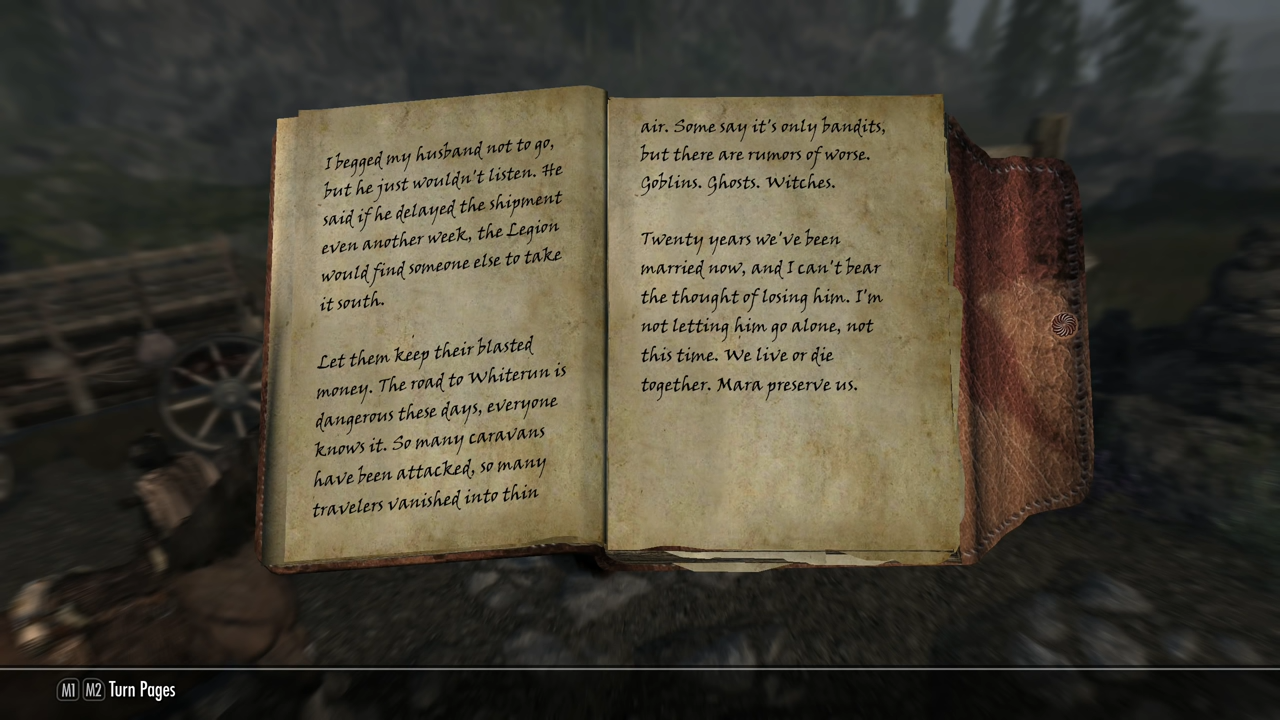 I begged my husband not to go,
but he just wouldn't listen. He
said if he delayed the shipment
even another week, the Legion
would find someone else to take
it south.
Let them keep their blasted
money. The road to Whiterun is
dangerous these days, everyone
knows it. So many caravans
have been attacked, so many
travelers vanished into thin
air. Some say it's only bandits,
but there are rumors of worse.
Goblins. Ghosts. Witches.
Twenty years we've been
married now, and I can't bear
the thought of losing him. I'm
not letting him go alone, not
this time. We live or die
together. Mara preserve us.
M1 M2 Turn Pages